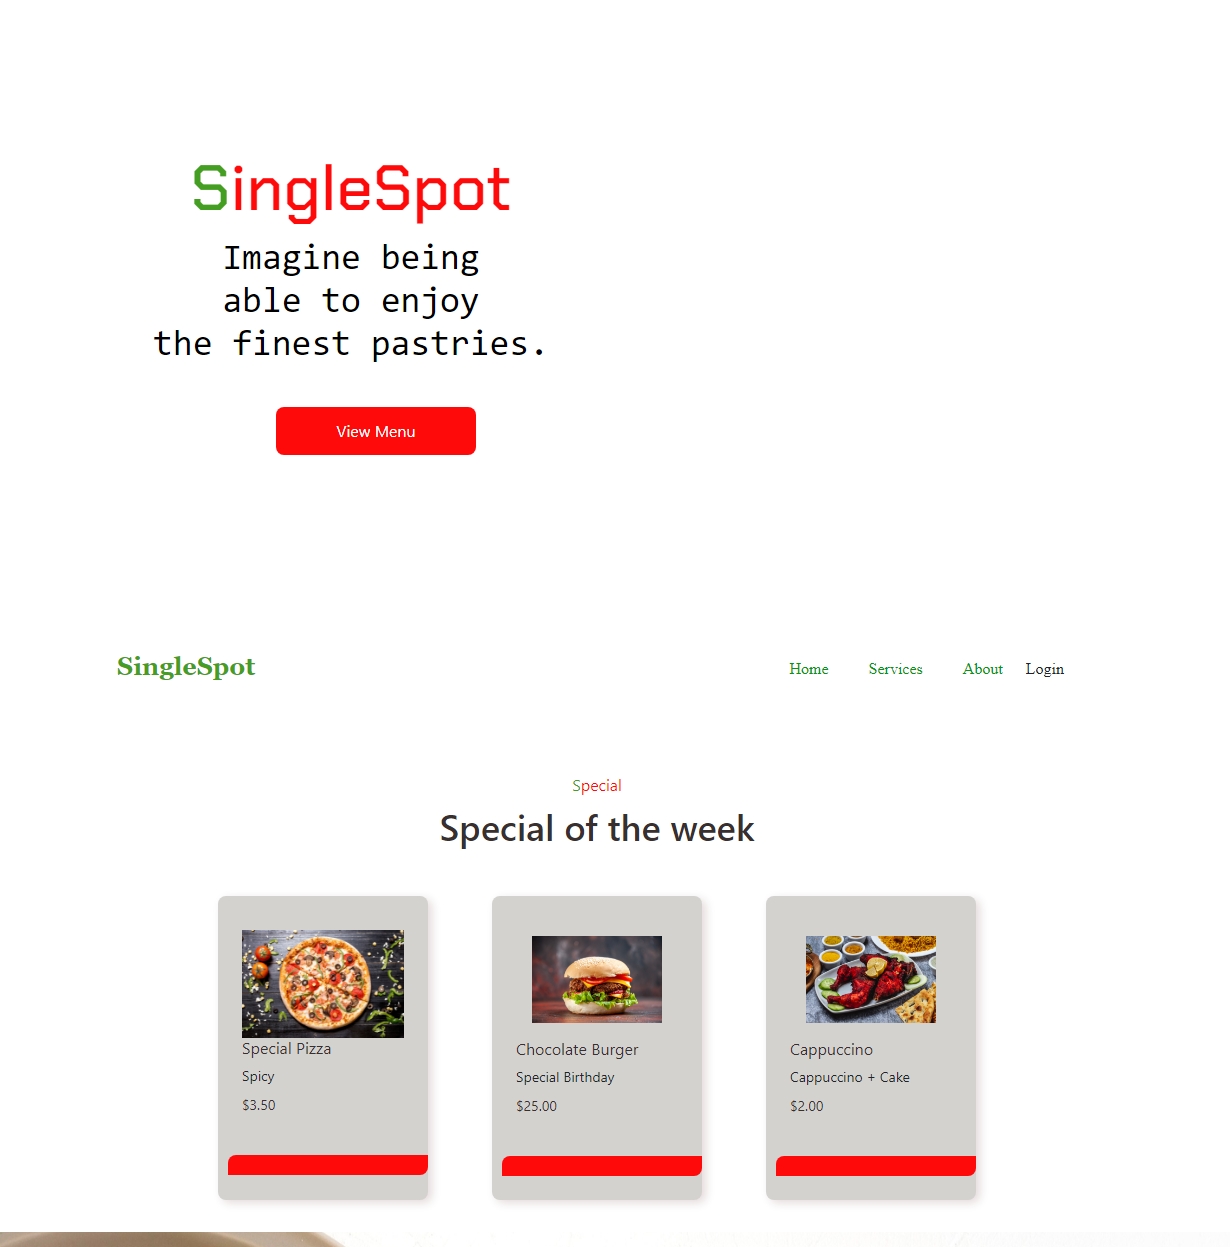 SingleSpot
Imagine being
able to enjoy
the finest pastries.
View Menu
SingleSpot
Home
Services
About
Login
Special
Special of the week
Special Pizza
Spicy
$3.50
Chocolate Burger
Special Birthday
$25.00
Cappuccino
Cappuccino + Cake
$2.00